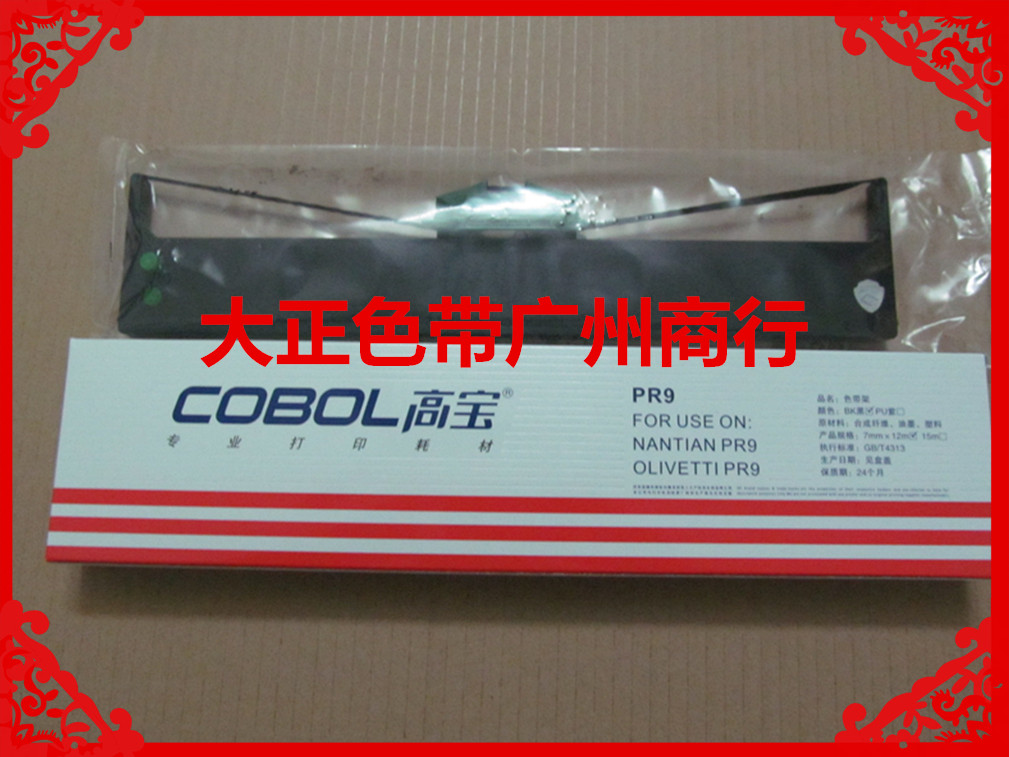 大正色带广州商行
COBOL高宝®
专业打印耗材
PR9
FOR USE ON:
NANTIAN PR9
OLIVETTI PR9
品名：色带架
颜色：BK黑☑PU紫□
原材料：合成纤维、油墨、塑料
产品规格：7mm×12m☑ 15m□
执行标准：GB/T4313
生产日期：见盒盖
保质期：24个月